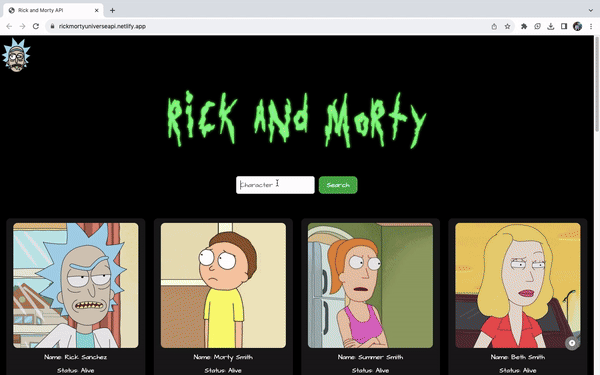 Rick and Morty API
rickmortyuniverseapi.netlify.app
Rick and Morty
Character
Search
Name: Rick Sanchez
Status: Alive
Name: Morty Smith
Status: Alive
Name: Summer Smith
Status: Alive
Name: Beth Smith
Status: Alive